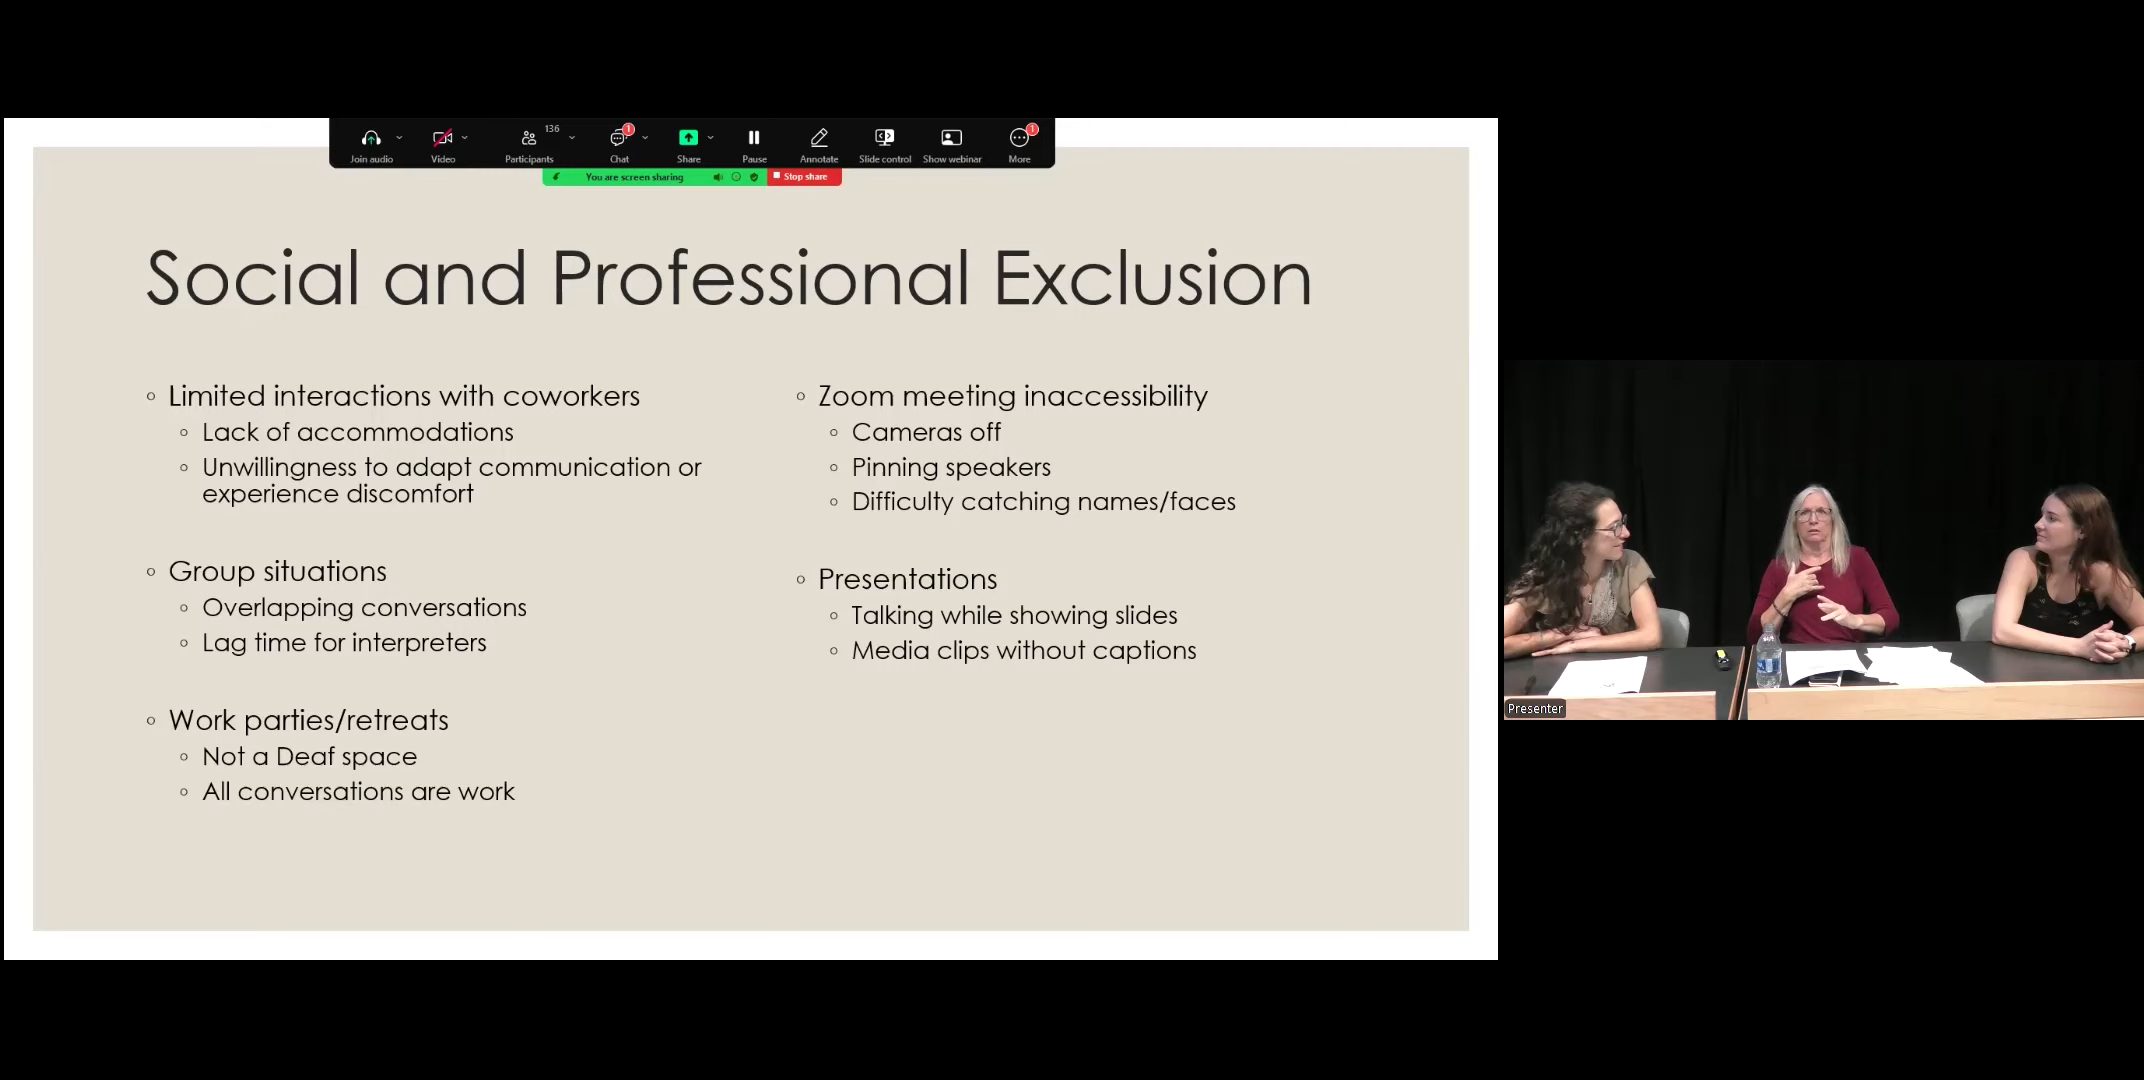 136
1
1
Join audio
Video
Participants
Chat
Share
Pause
Annotate
Slide control
Show webinar
More
You are screen sharing
Stop share
Social and Professional Exclusion
Limited interactions with coworkers
Lack of accommodations
Unwillingness to adapt communication or
experience discomfort
Group situations
Overlapping conversations
Lag time for interpreters
Work parties/retreats
Not a Deaf space
All conversations are work
Zoom meeting inaccessibility
Cameras off
Pinning speakers
Difficulty catching names/faces
Presentations
Talking while showing slides
Media clips without captions
Presenter